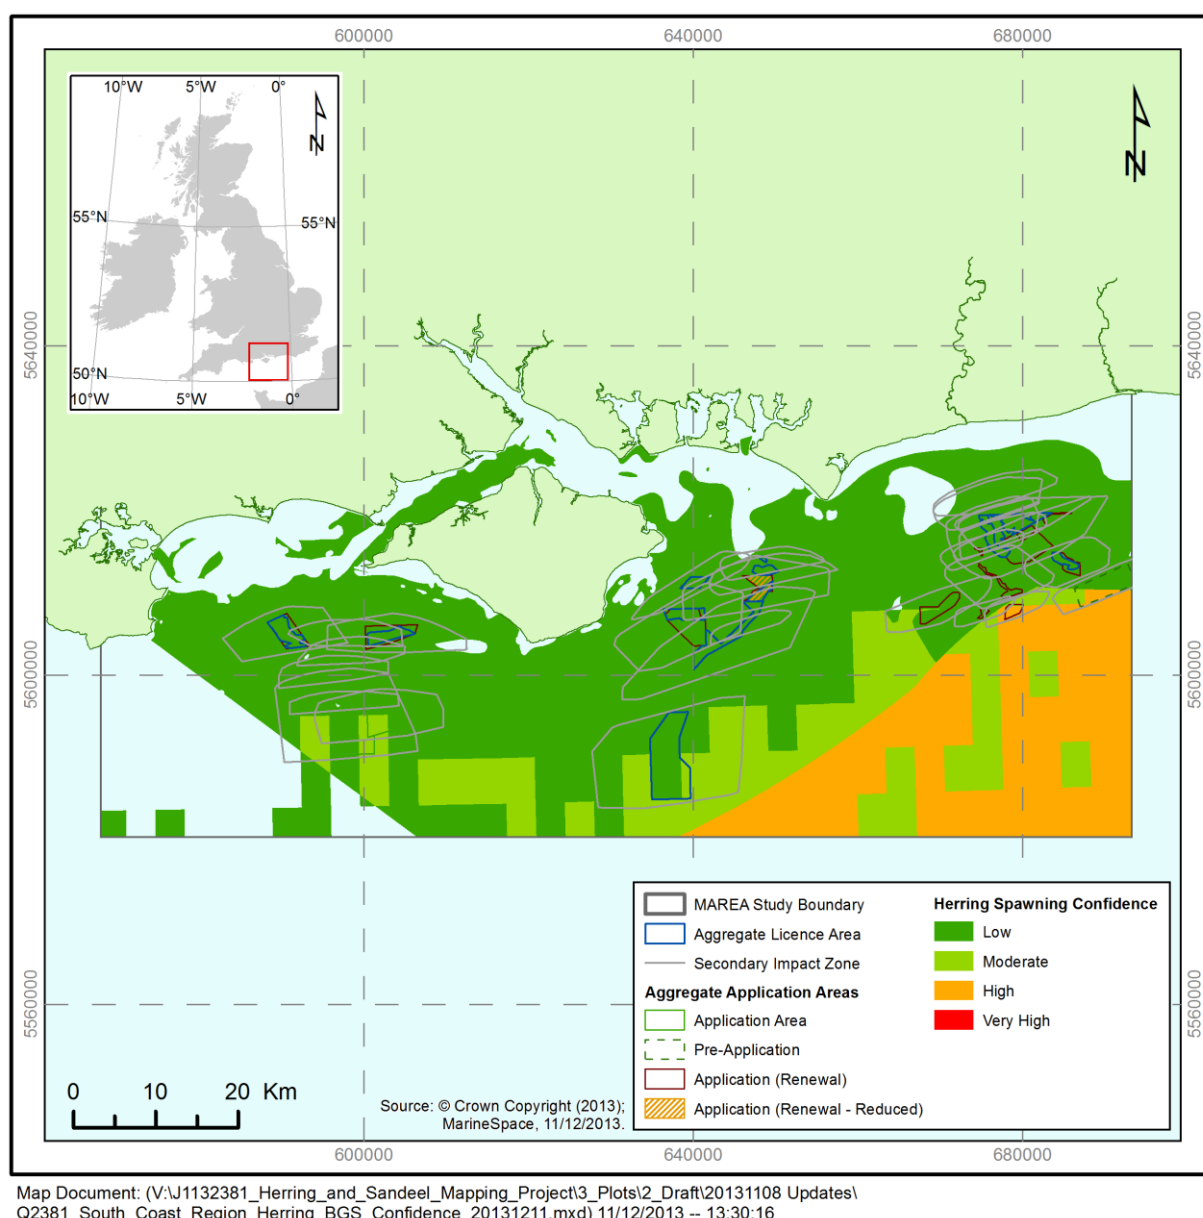 600000 640000 680000
10°W 5°W 0°
N
N
55°N
55°N
50°N
10°W 5°W 0°
5640000 5640000
5600000 5600000
5560000 5560000
MAREA Study Boundary
Aggregate Licence Area
Secondary Impact Zone
Aggregate Application Areas
Application Area
Pre-Application
Application (Renewal)
Application (Renewal - Reduced)
Herring Spawning Confidence
Low
Moderate
High
Very High
0 10 20 Km
Source: © Crown Copyright (2013);
MarineSpace, 11/12/2013.
600000 640000 680000
Map Document: (V:\J1132381_Herring_and_Sandeel_Mapping_Project\3_Plots\2_Draft\20131108 Updates\
Q2381_South_Coast_Region_Herring_BGS_Confidence_20131211.mxd) 11/12/2013 -- 13:30:16